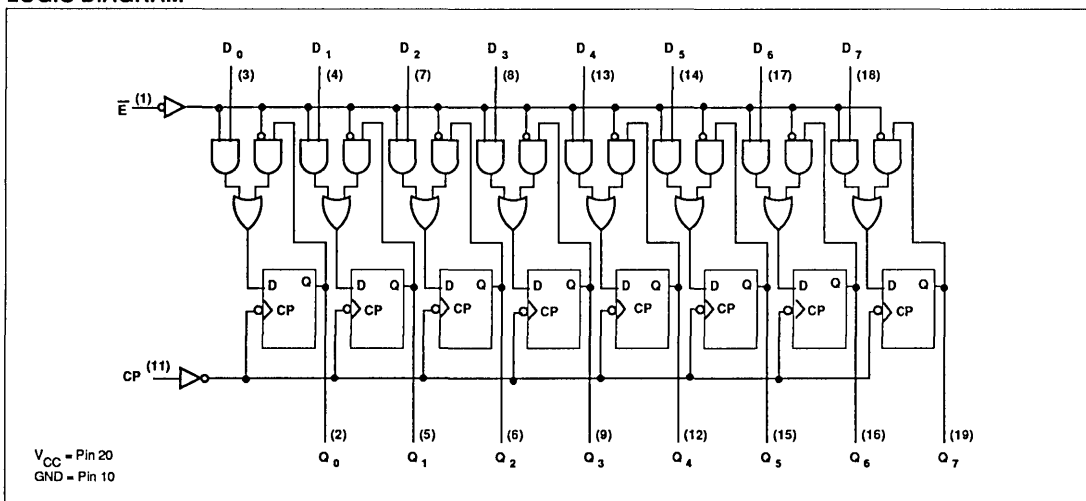 LOGIC DIAGRAM
D0 D1 D2 D3 D4 D5 D6 D7
(3) (4) (7) (8) (13) (14) (17) (18)
E̅ (1)
D Q D Q D Q D Q D Q D Q D Q D Q
CP CP CP CP CP CP CP CP
CP (11)
(2) (5) (6) (9) (12) (15) (16) (19)
Q0 Q1 Q2 Q3 Q4 Q5 Q6 Q7
VCC = Pin 20
GND = Pin 10